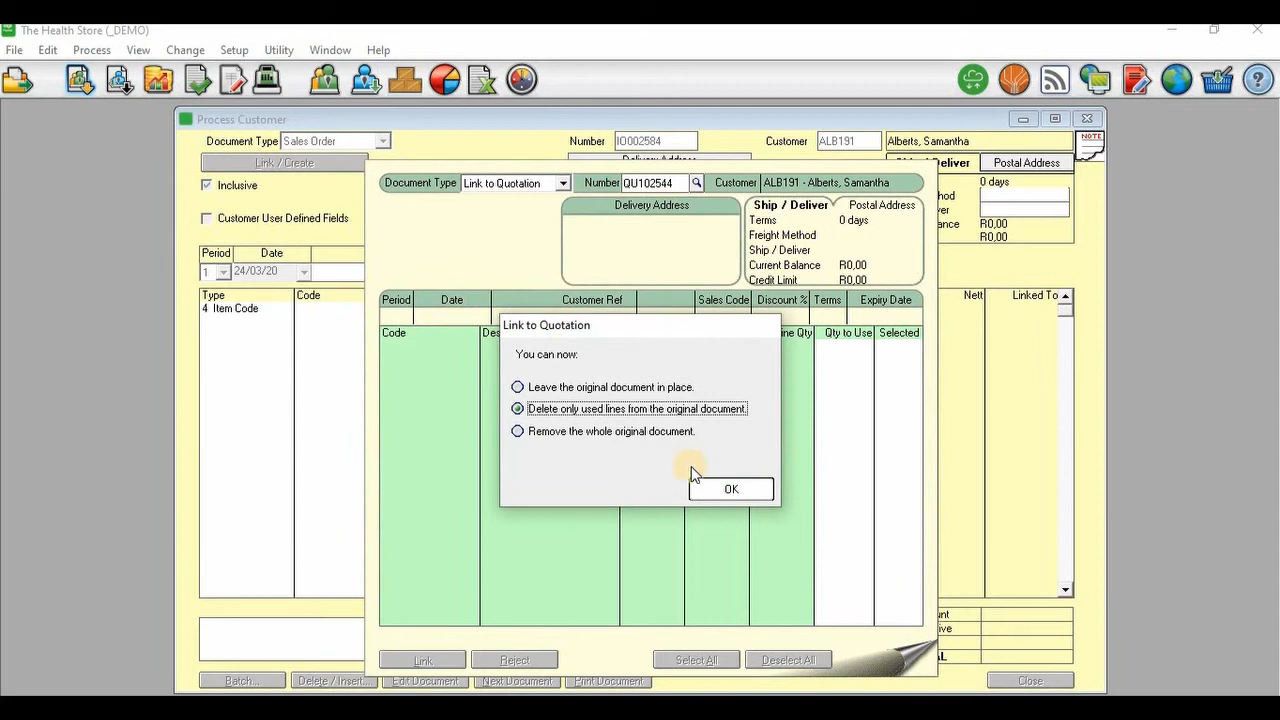 The Health Store (_DEMO)
File Edit Process View Change Setup Utility Window Help
Process Customer
Document Type Sales Order Number IO002584 Customer ALB191 Alberts, Samantha NOTE
Link / Create Deliver Postal Address
Inclusive 0 days
Customer User Defined Fields
R0,00
R0,00
Period Date
1 24/03/20
Type Code Nett Linked To
4 Item Code
Document Type Link to Quotation Number QU102544 Customer ALB191 - Alberts, Samantha
Delivery Address Ship / Deliver Postal Address
Terms 0 days
Freight Method
Ship / Deliver
Current Balance R0,00
Credit Limit R0,00
Period Date Customer Ref Sales Code Discount % Terms Expiry Date
Code Qty to Use Selected
Link to Quotation
You can now:
Leave the original document in place.
Delete only used lines from the original document.
Remove the whole original document.
OK
Link Reject Select All Deselect All
Batch... Delete / Insert... Edit Document Next Document Print Document Close